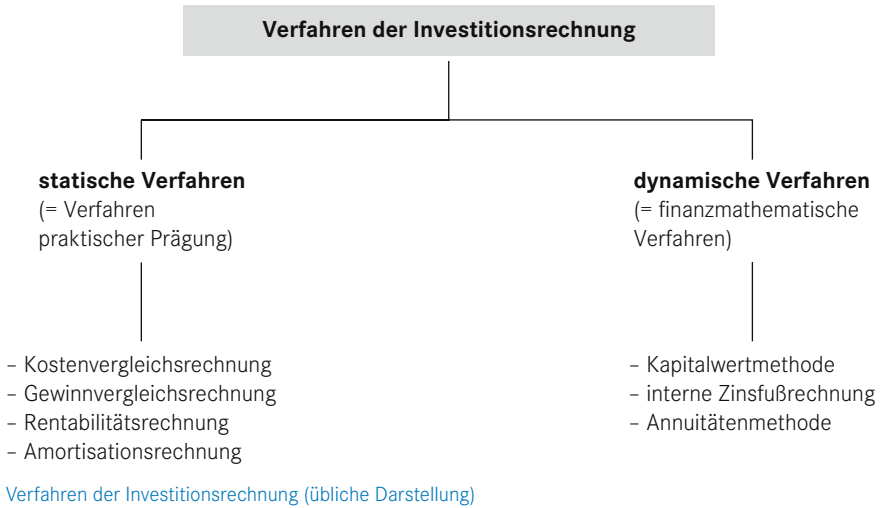 Verfahren der Investitionsrechnung
statische Verfahren
(= Verfahren
praktischer Prägung)
– Kostenvergleichsrechnung
– Gewinnvergleichsrechnung
– Rentabilitätsrechnung
– Amortisationsrechnung
dynamische Verfahren
(= finanzmathematische
Verfahren)
– Kapitalwertmethode
– interne Zinsfußrechnung
– Annuitätenmethode
Verfahren der Investitionsrechnung (übliche Darstellung)